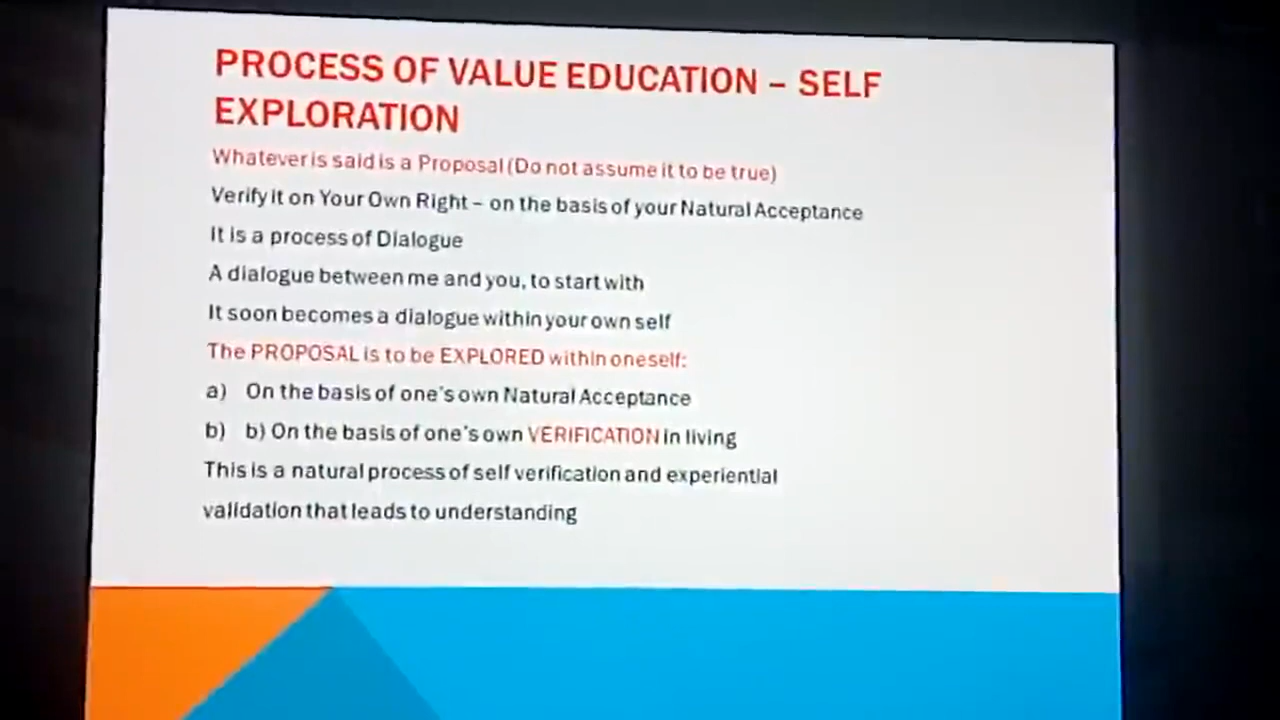 PROCESS OF VALUE EDUCATION – SELF
EXPLORATION
Whatever is said is a Proposal (Do not assume it to be true)
Verify it on Your Own Right – on the basis of your Natural Acceptance
It is a process of Dialogue
A dialogue between me and you, to start with
It soon becomes a dialogue within your own self
The PROPOSAL is to be EXPLORED within oneself:
a) On the basis of one's own Natural Acceptance
b) b) On the basis of one's own VERIFICATION in living
This is a natural process of self verification and experiential
validation that leads to understanding